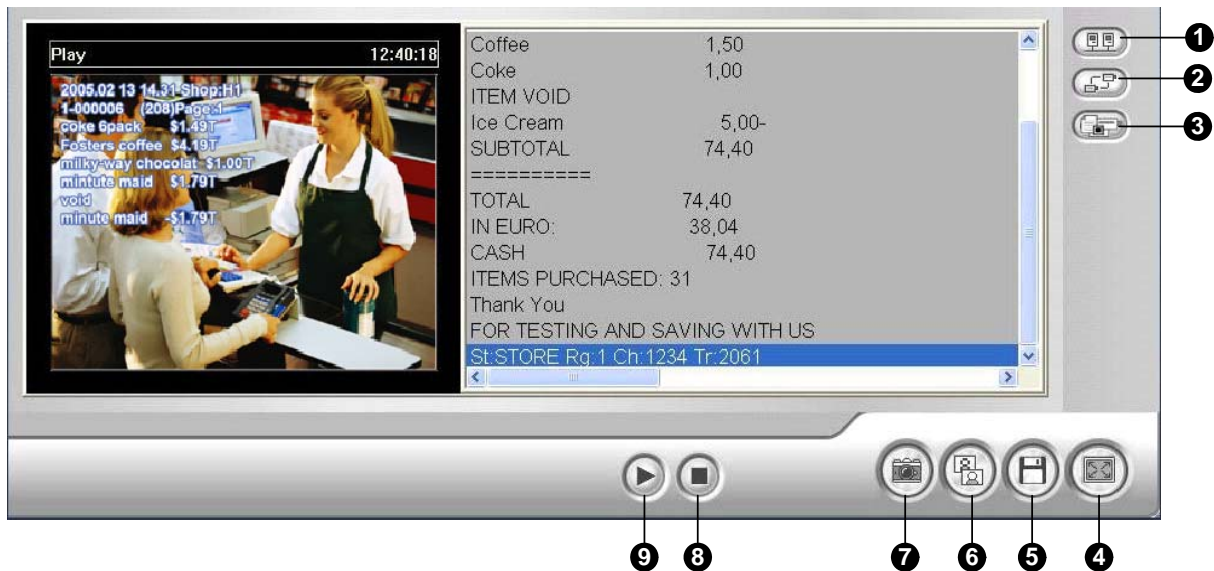 Play 12:40:18
2005.02 13 14.31 Shop:H1
1-000006 (208)Page:1
coke 6pack $1.49T
Fosters coffee $4.19T
milky-way chocolat $1.00T
mintute maid $1.79T
void
minute maid -$1.79T
Coffee 1,50
Coke 1,00
ITEM VOID
Ice Cream 5,00-
SUBTOTAL 74,40
==========
TOTAL 74,40
IN EURO: 38,04
CASH 74,40
ITEMS PURCHASED: 31
Thank You
FOR TESTING AND SAVING WITH US
St:STORE Rg:1 Ch:1234 Tr:2061
1
2
3
9
8
7
6
5
4